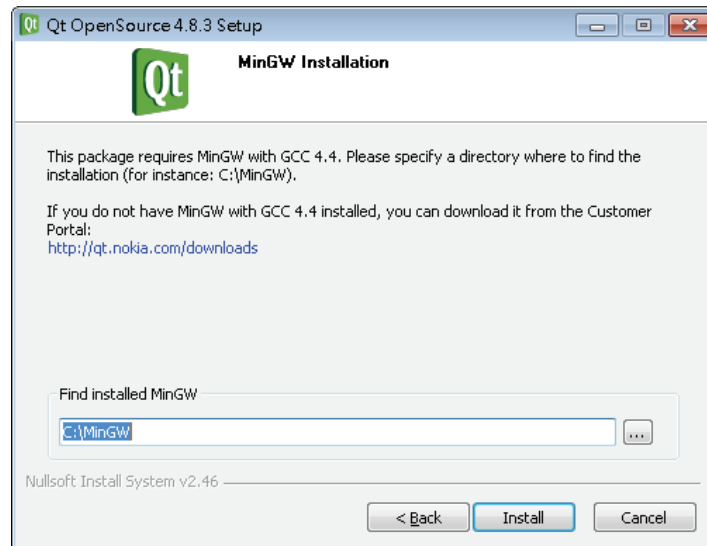 Qt OpenSource 4.8.3 Setup
Qt
MinGW Installation
This package requires MinGW with GCC 4.4. Please specify a directory where to find the
installation (for instance: C:\MinGW).
If you do not have MinGW with GCC 4.4 installed, you can download it from the Customer
Portal:
http://qt.nokia.com/downloads
Find installed MinGW
C:\MinGW
...
Nullsoft Install System v2.46
< Back
Install
Cancel